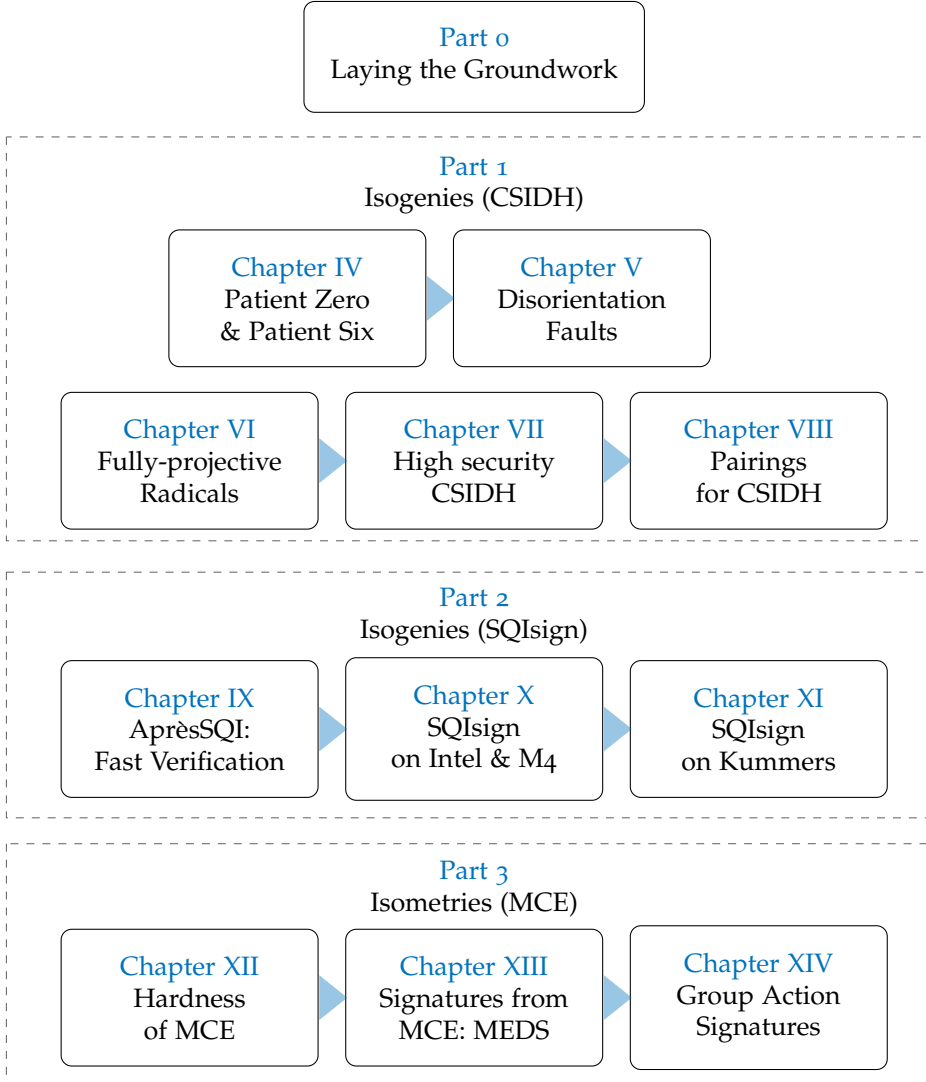 Part 0
Laying the Groundwork
Part 1
Isogenies (CSIDH)
Chapter IV
Patient Zero
& Patient Six
Chapter V
Disorientation
Faults
Chapter VI
Fully-projective
Radicals
Chapter VII
High security
CSIDH
Chapter VIII
Pairings
for CSIDH
Part 2
Isogenies (SQIsign)
Chapter IX
AprèsSQI:
Fast Verification
Chapter X
SQIsign
on Intel & M4
Chapter XI
SQIsign
on Kummers
Part 3
Isometries (MCE)
Chapter XII
Hardness
of MCE
Chapter XIII
Signatures from
MCE: MEDS
Chapter XIV
Group Action
Signatures